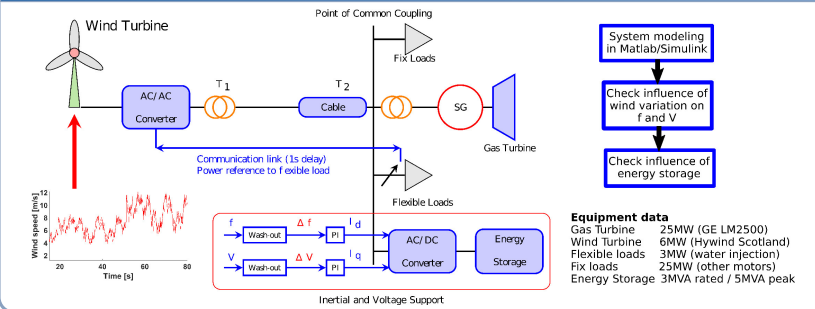 Wind Turbine
Point of Common Coupling
Fix Loads
T1
T2
AC/AC
Converter
Cable
SG
Gas Turbine
Communication link (1s delay)
Power reference to f exible load
Flexible Loads
Wind speed [m/s]
12
10
8
6
4
2
20
40
60
80
Time [s]
f
Wash-out
Δ f
PI
I d
V
Wash-out
Δ V
PI
I q
AC/DC
Converter
Energy
Storage
Inertial and Voltage Support
System modeling
in Matlab/Simulink
Check influence of
wind variation on
f and V
Check influence of
energy storage
Equipment data
Gas Turbine 25MW (GE LM2500)
Wind Turbine 6MW (Hywind Scotland)
Flexible loads 3MW (water injection)
Fix loads 25MW (other motors)
Energy Storage 3MVA rated / 5MVA peak